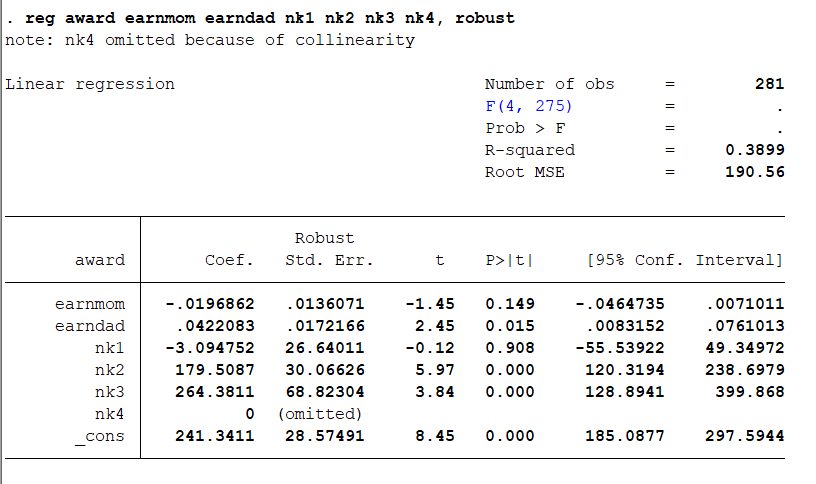 . reg award earnmom earndad nk1 nk2 nk3 nk4, robust
note: nk4 omitted because of collinearity
Linear regression Number of obs = 281
F(4, 275) = .
Prob > F = .
R-squared = 0.3899
Root MSE = 190.56
Robust
award Coef. Std. Err. t P>|t| [95% Conf. Interval]
earnmom -.0196862 .0136071 -1.45 0.149 -.0464735 .0071011
earndad .0422083 .0172166 2.45 0.015 .0083152 .0761013
nk1 -3.094752 26.64011 -0.12 0.908 -55.53922 49.34972
nk2 179.5087 30.06626 5.97 0.000 120.3194 238.6979
nk3 264.3811 68.82304 3.84 0.000 128.8941 399.868
nk4 0 (omitted)
_cons 241.3411 28.57491 8.45 0.000 185.0877 297.5944